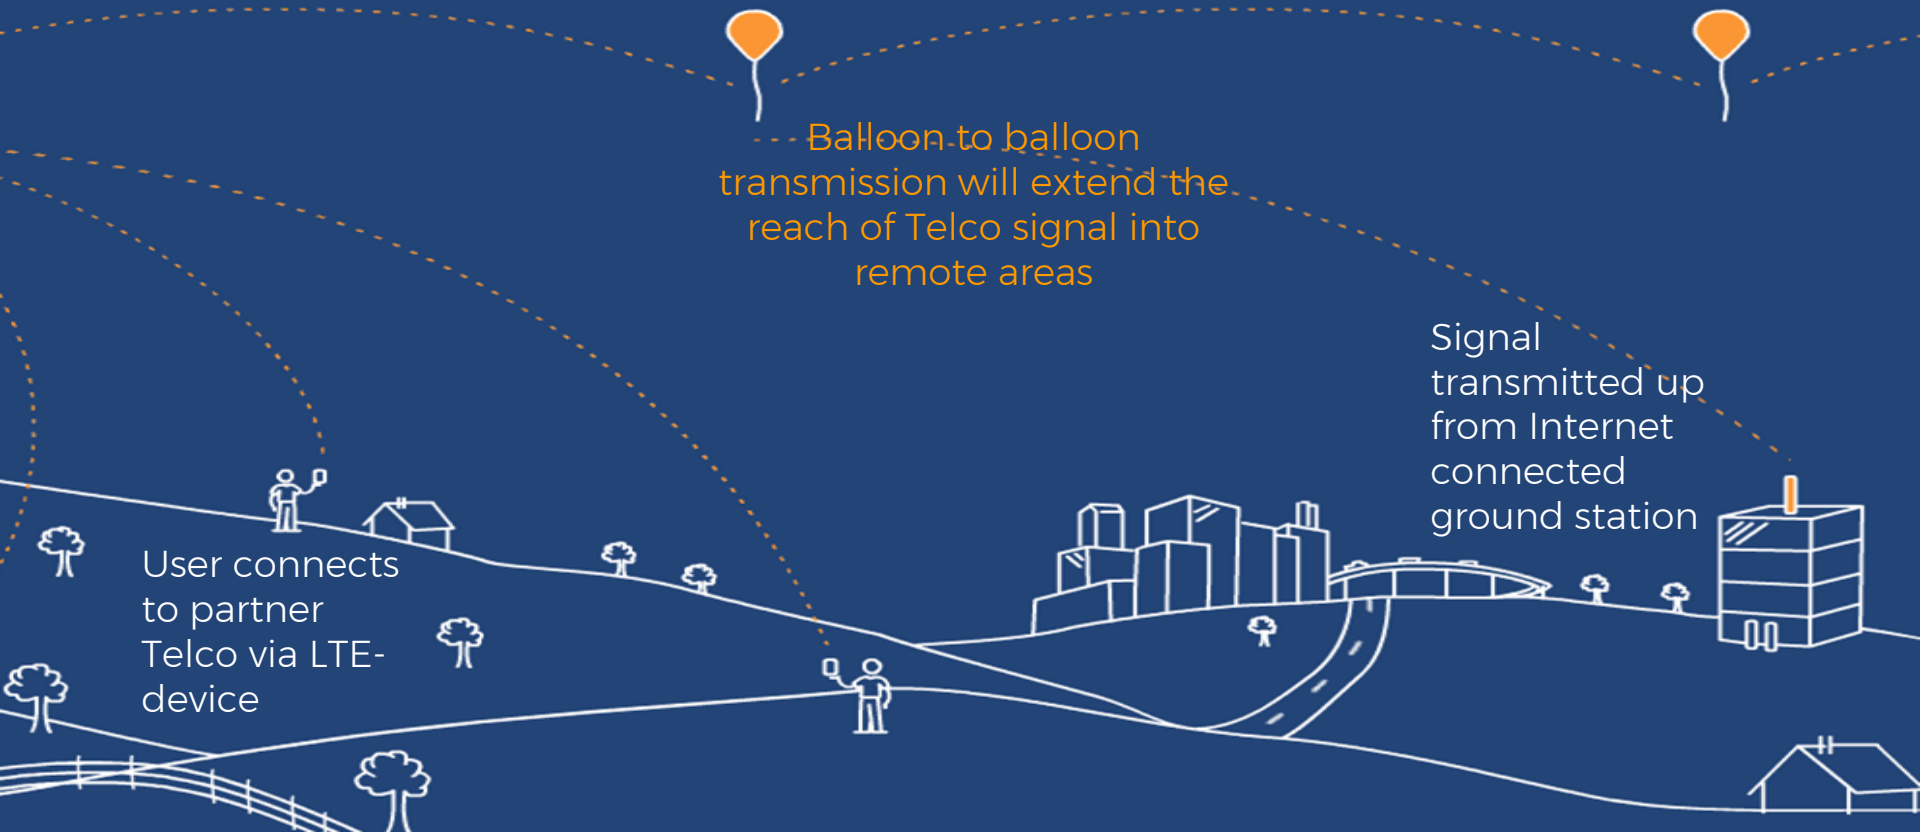 Balloon to balloon
transmission will extend the
reach of Telco signal into
remote areas
Signal
transmitted up
from Internet
connected
ground station
User connects
to partner
Telco via LTE-
device